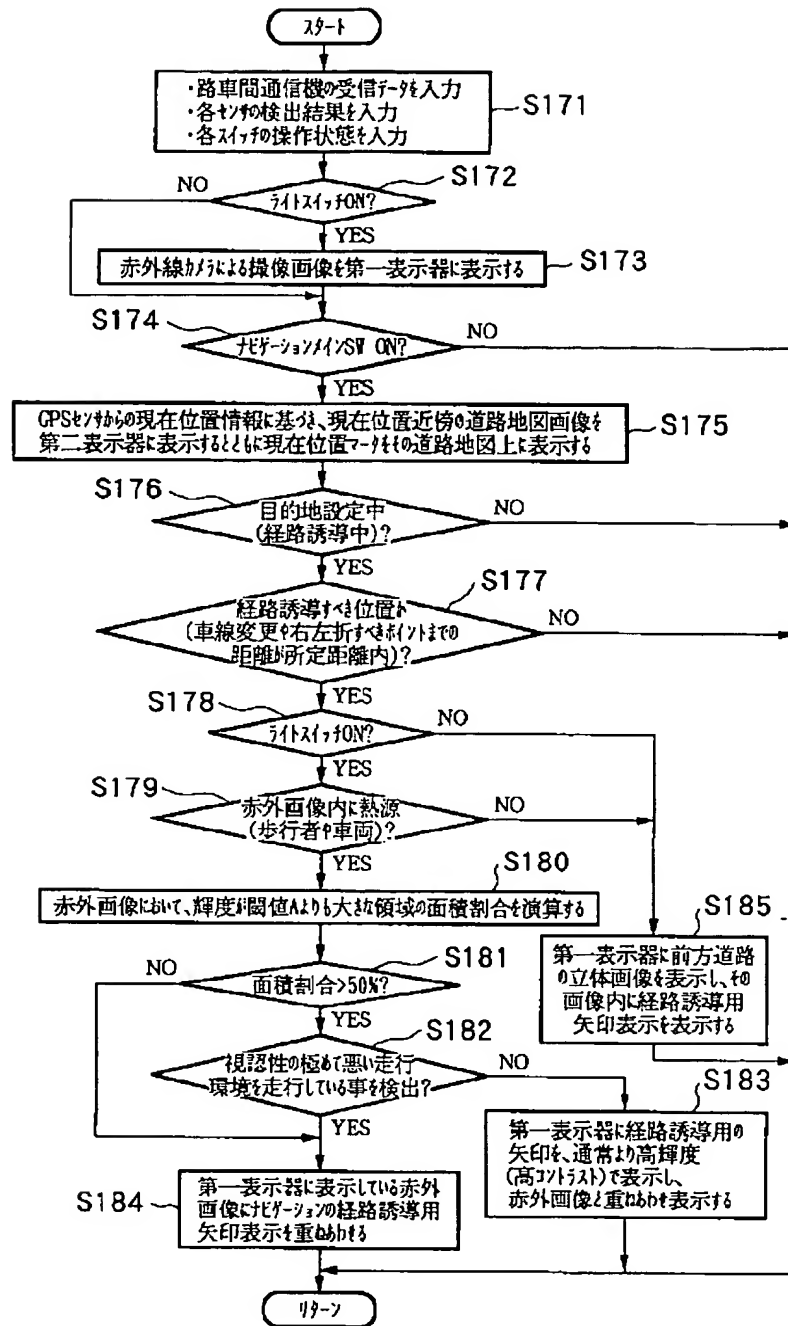 スタート
・路車間通信機の受信データを入力
・各センサの検出結果を入力
・各スイッチの操作状態を入力
S171
S172
NO
ライトスイッチON?
YES
赤外線カメラによる撮像画像を第一表示器に表示する
S173
S174
NO
ナビゲーションメインSW ON?
YES
GPSセンサからの現在位置情報に基づき、現在位置近傍の道路地図画像を
第二表示器に表示するとともに現在位置マークをその道路地図上に表示する
S175
S176
目的地設定中
(経路誘導中)?
NO
YES
S177
経路誘導すべき位置か
(車線変更や右左折すべきポイントまでの
距離が所定距離内)?
NO
YES
S178
ライトスイッチON?
NO
YES
S179
赤外画像内に熱源
(歩行者や車両)?
NO
YES
S180
赤外画像において、輝度が閾値Aよりも大きな領域の面積割合を演算する
S185
第一表示器に前方道路
の立体画像を表示し、その
画像内に経路誘導用
矢印表示を表示する
S181
NO
面積割合>50%?
YES
S182
視認性の極めて悪い走行
環境を走行している事を検出?
NO
YES
S183
第一表示器に経路誘導用の
矢印を、通常より高輝度
(高コントラスト)で表示し、
赤外画像と重ねあわせ表示する
S184
第一表示器に表示している赤外
画像にナビゲーションの経路誘導用
矢印表示を重ねあわせる
リターン